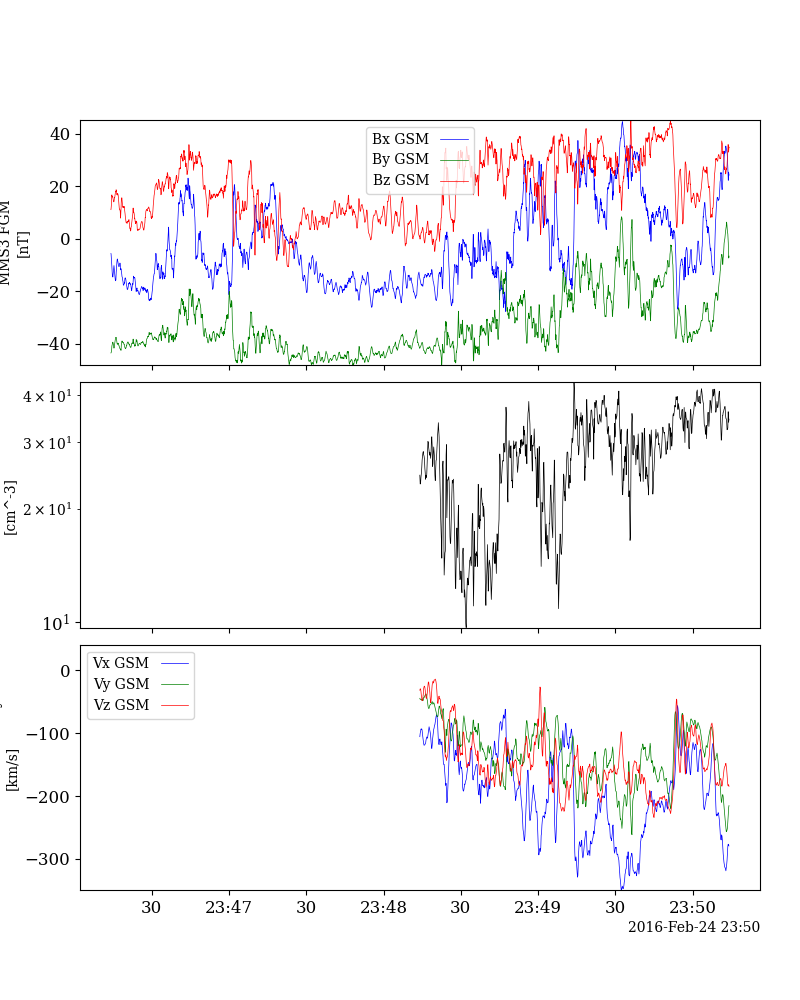 MMS3 FGM
[nT]
40
20
0
−20
−40
Bx GSM
By GSM
Bz GSM
[cm^-3]
4 × 10¹
3 × 10¹
2 × 10¹
10¹
[km/s]
0
−100
−200
−300
Vx GSM
Vy GSM
Vz GSM
30 23:47 30 23:48 30 23:49 30 23:50
2016-Feb-24 23:50